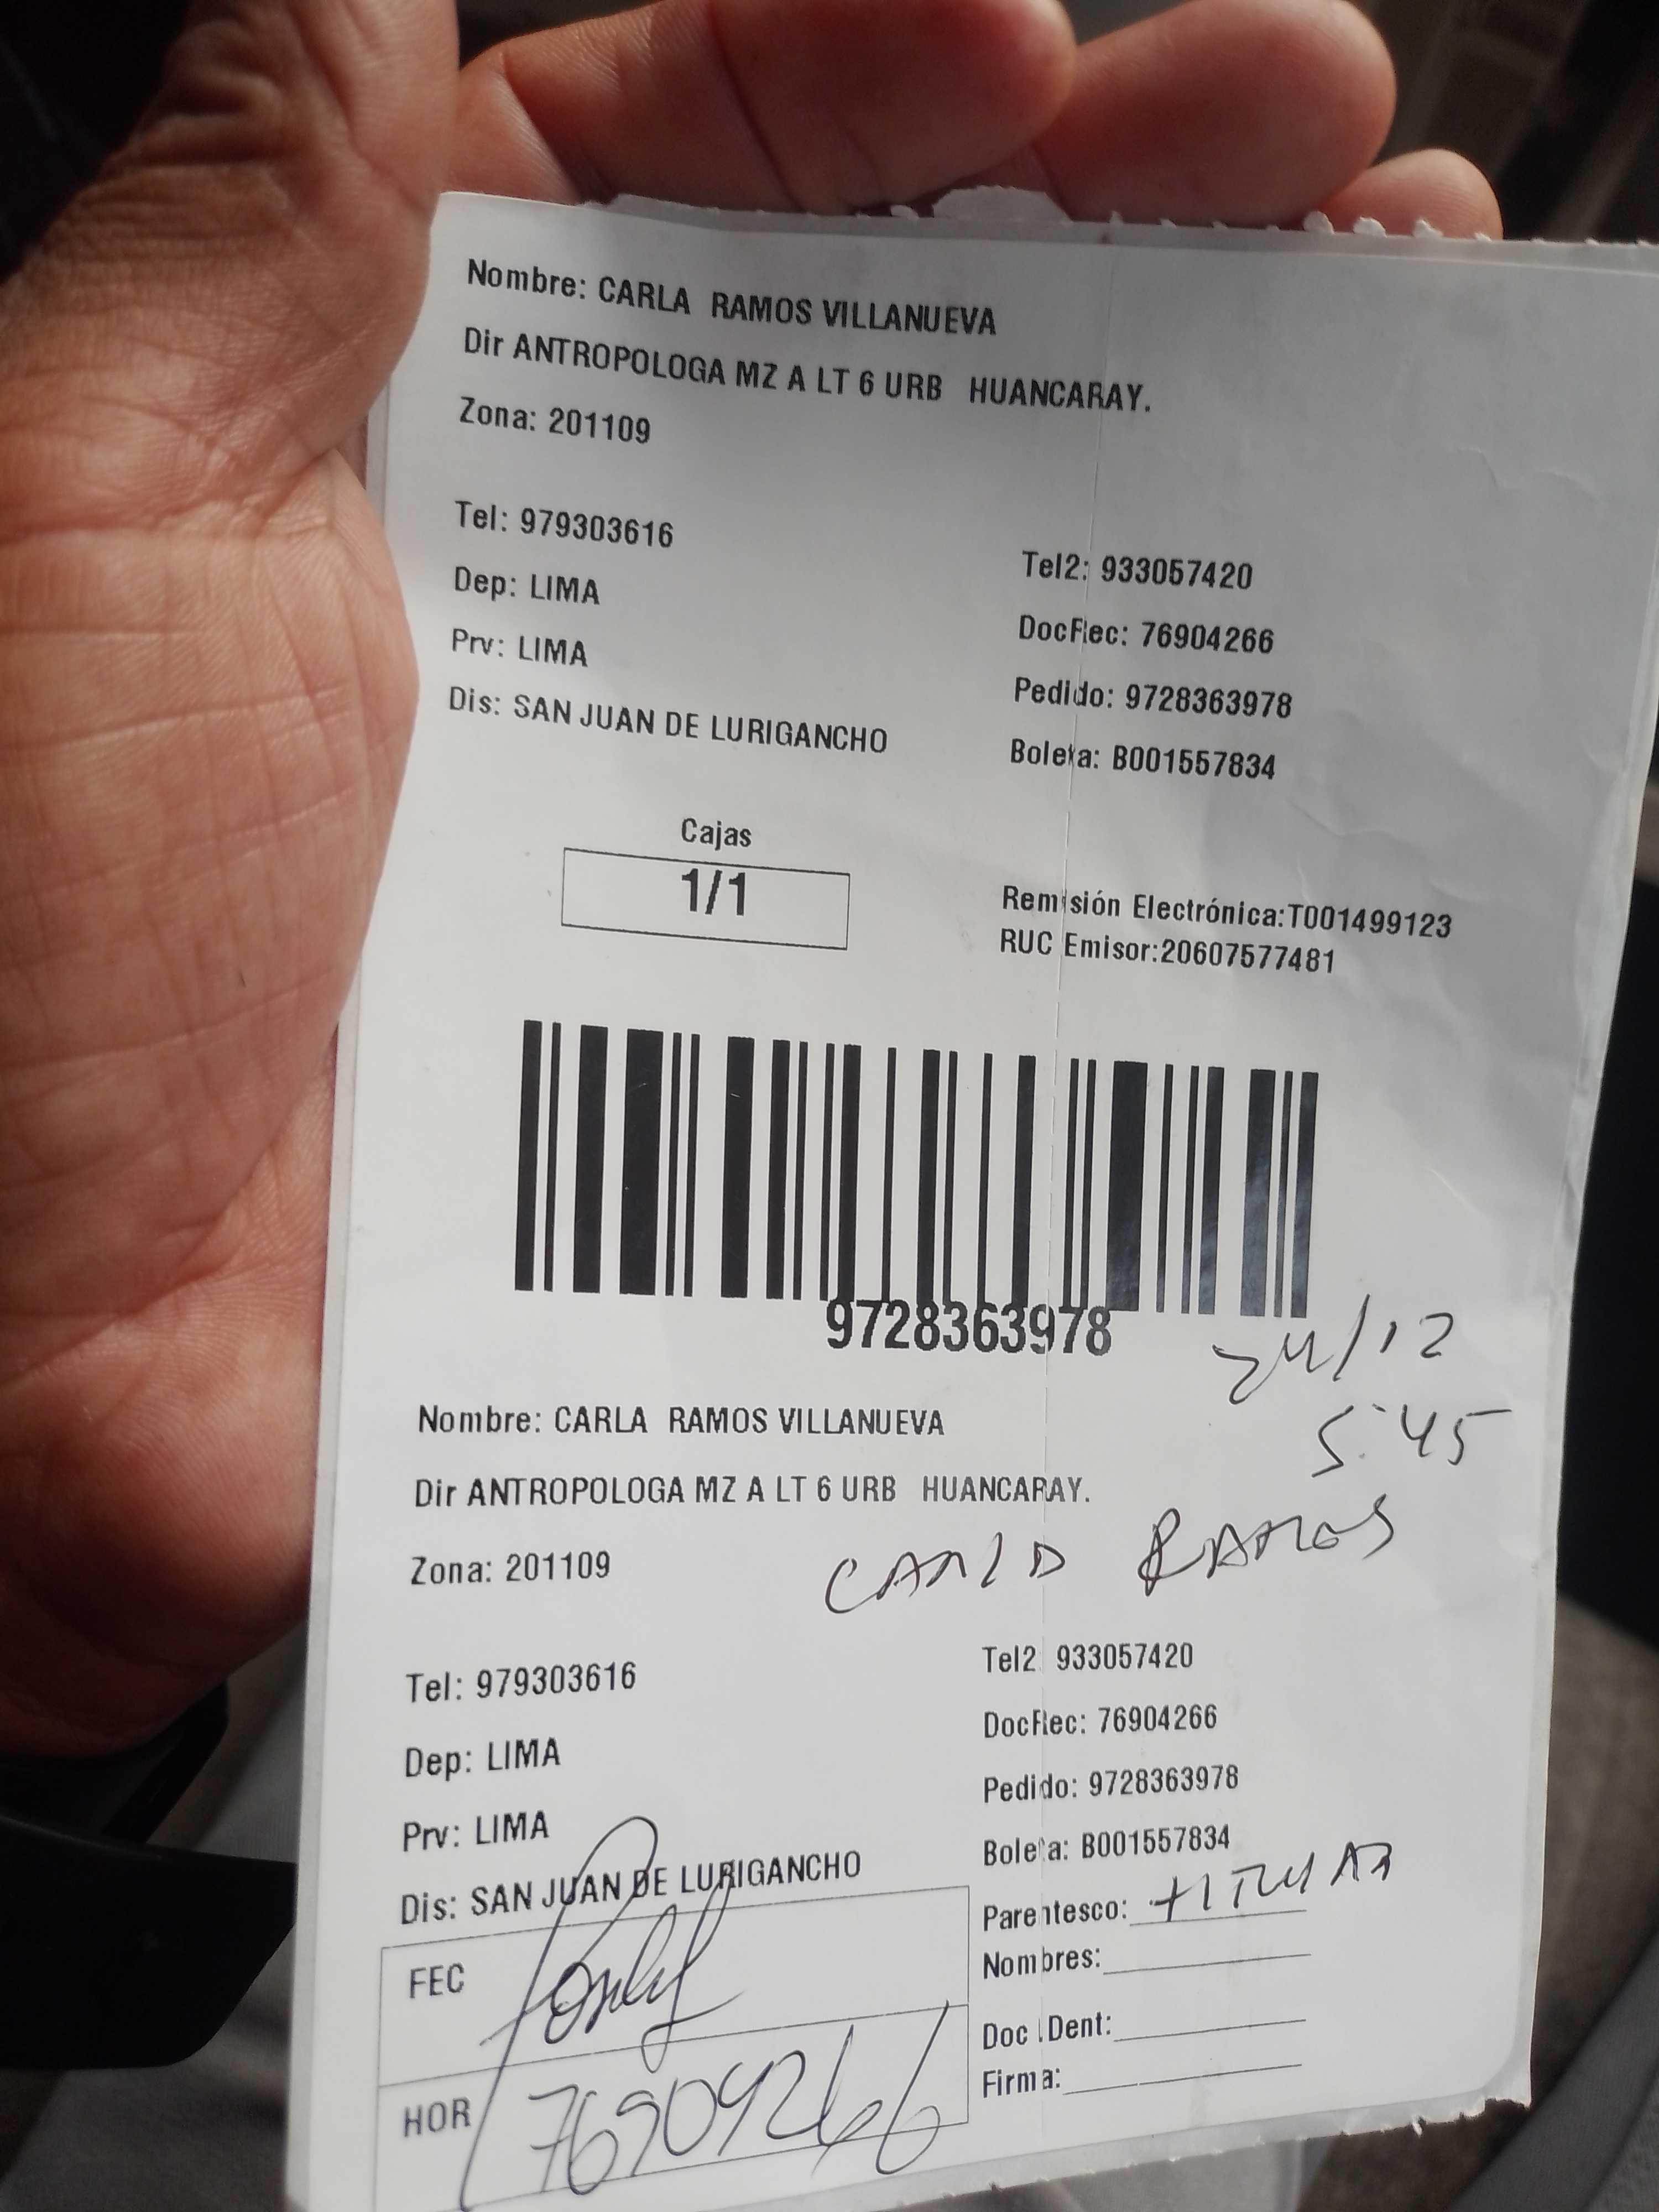 Nombre: CARLA RAMOS VILLANUEVA
Dir ANTROPOLOGA MZ A LT 6 URB HUANCARAY.
Zona: 201109
Tel: 979303616
Tel2: 933057420
Dep: LIMA
DocRec: 76904266
Prv: LIMA
Pedido: 9728363978
Dis: SAN JUAN DE LURIGANCHO
Boleta: B001557834
Cajas
1/1
Remisión Electrónica:T001499123
RUC Emisor:20607577481
9728363978
24/12
5:45
Nombre: CARLA RAMOS VILLANUEVA
Dir ANTROPOLOGA MZ A LT 6 URB HUANCARAY.
Zona: 201109
CARLA RAMOS
Tel: 979303616
Tel2 933057420
Dep: LIMA
DocRec: 76904266
Prv: LIMA
Pedido: 9728363978
Dis: SAN JUAN DE LURIGANCHO
Boleta: B001557834
Parentesco: TITULAR
Nombres:
FEC
Doc.Dent:
Firma:
HOR
76904266